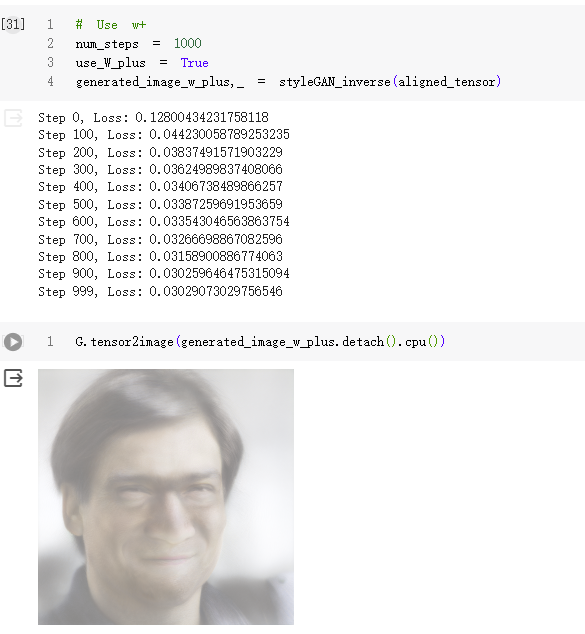 [31] 1 # Use w+
2 num_steps = 1000
3 use_W_plus = True
4 generated_image_w_plus,_ = styleGAN_inverse(aligned_tensor)
Step 0, Loss: 0.12800434231758118
Step 100, Loss: 0.044230058789253235
Step 200, Loss: 0.03837491571903229
Step 300, Loss: 0.03624989837408066
Step 400, Loss: 0.03406738489866257
Step 500, Loss: 0.03387259691953659
Step 600, Loss: 0.033543046563863754
Step 700, Loss: 0.03266698867082596
Step 800, Loss: 0.03158900886774063
Step 900, Loss: 0.030259646475315094
Step 999, Loss: 0.03029073029756546
1 G.tensor2image(generated_image_w_plus.detach().cpu())